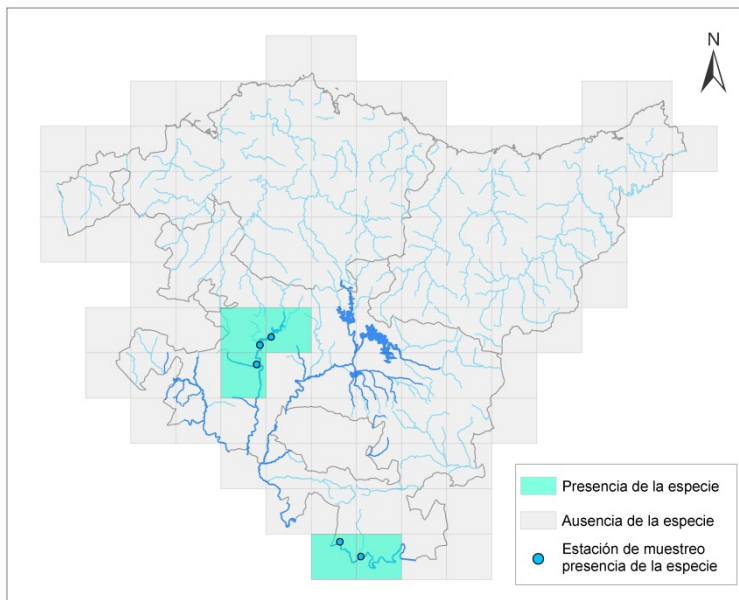 N
Presencia de la especie
Ausencia de la especie
Estación de muestreo
presencia de la especie